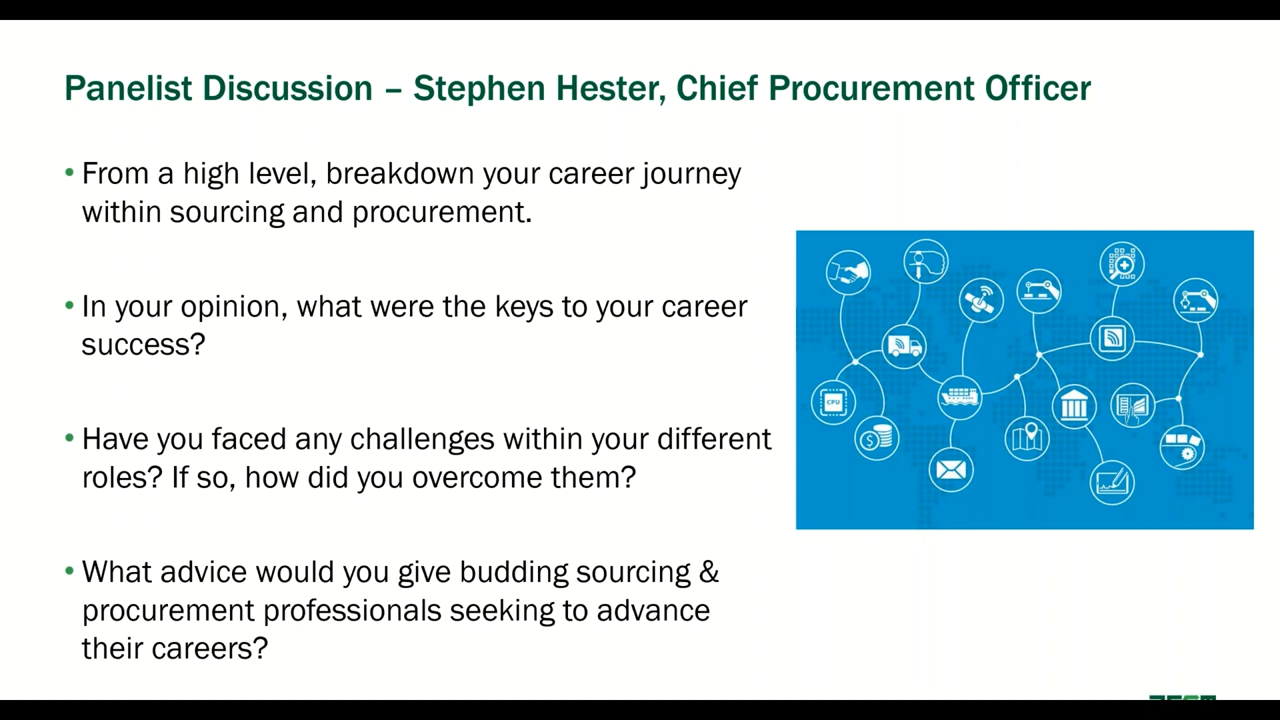 Panelist Discussion – Stephen Hester, Chief Procurement Officer
• From a high level, breakdown your career journey
within sourcing and procurement.
• In your opinion, what were the keys to your career
success?
• Have you faced any challenges within your different
roles? If so, how did you overcome them?
• What advice would you give budding sourcing &
procurement professionals seeking to advance
their careers?
CPU
$